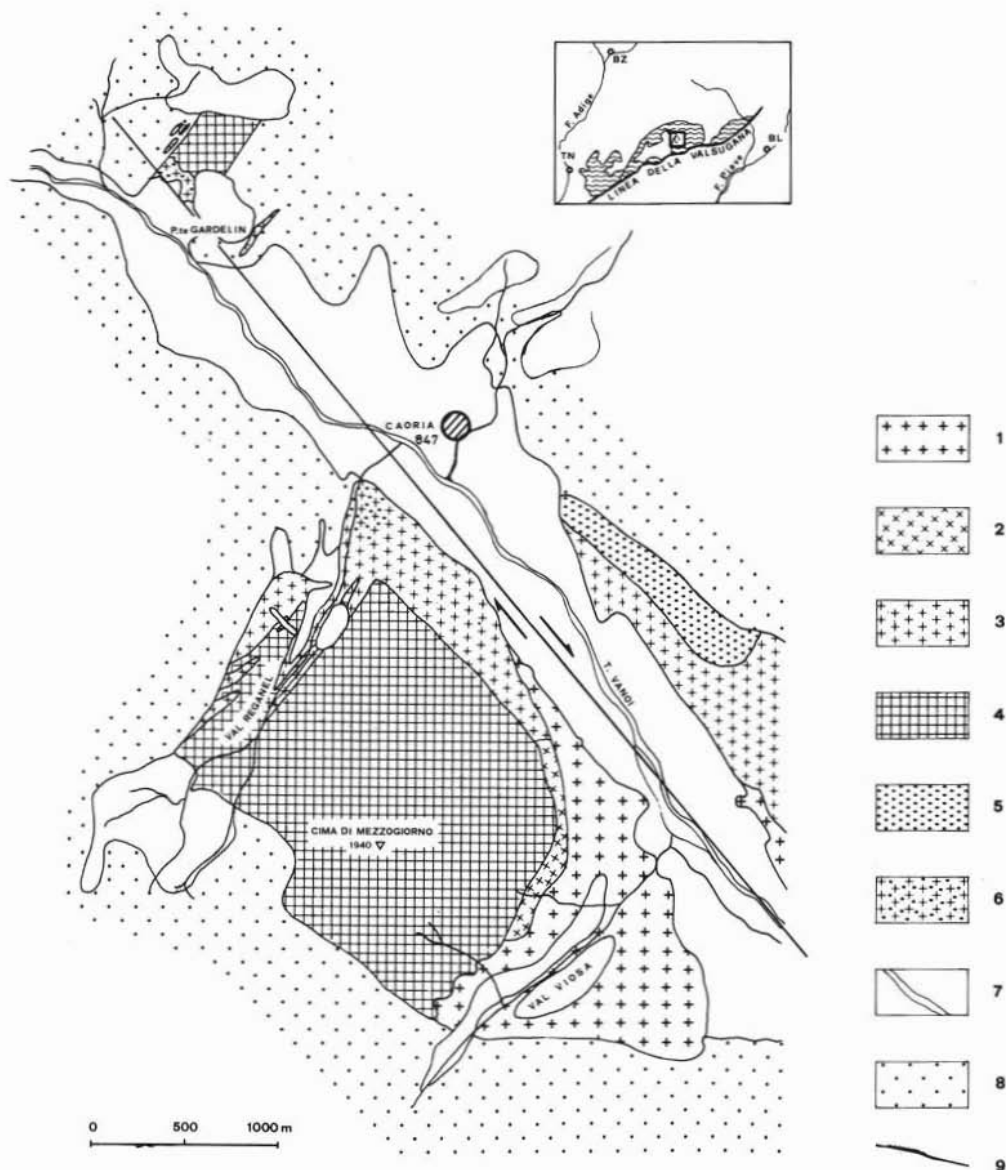 BZ
F. Adige
TN
LINEA DELLA VALSUGANA
F. Piave
BL
P.te GARDELIN
CAORIA
847
VAL REGANEL
T. VANOI
CIMA DI MEZZOGIORNO
1940
VAL VIOSA
0 500 1000 m
1
2
3
4
5
6
7
8
9